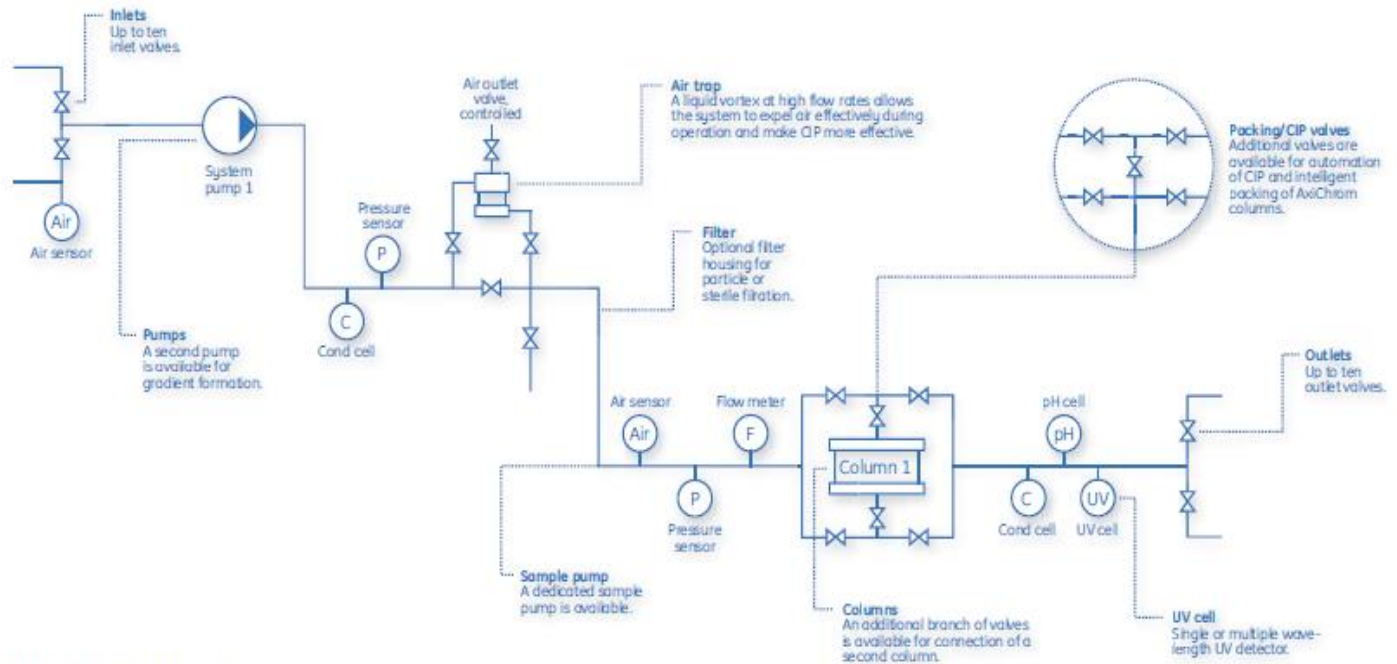 Inlets
Up to ten
inlet valves.
Air outlet
valve,
controlled
Air trap
A liquid vortex at high flow rates allows
the system to expel air effectively during
operation and make CIP more effective.
Packing/CIP valves
Additional valves are
available for automation
of CIP and intelligent
packing of AxiChrom
columns.
System
pump 1
Air
Air sensor
Pressure
sensor
P
C
Cond cell
Filter
Optional filter
housing for
particle or
sterile filtration.
Pumps
A second pump
is available for
gradient formation.
Outlets
Up to ten
outlet valves.
Air sensor
Air
Flow meter
F
P
Pressure
sensor
Column 1
pH cell
pH
C
Cond cell
UV
UV cell
Sample pump
A dedicated sample
pump is available.
Columns
An additional branch of valves
is available for connection of a
second column.
UV cell
Single or multiple wave-
length UV detector.